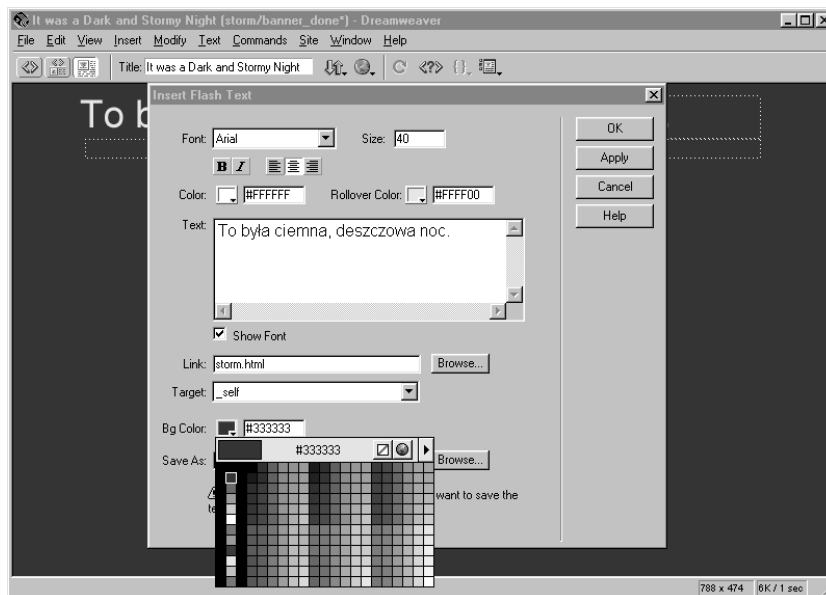 It was a Dark and Stormy Night (storm/banner_done*) - Dreamweaver
File Edit View Insert Modify Text Commands Site Window Help
Title: It was a Dark and Stormy Night
To b
Insert Flash Text
Font: Arial Size: 40
OK
B I
Apply
Color: #FFFFFF Rollover Color: #FFFF00
Cancel
Text: To była ciemna, deszczowa noc.
Help
Show Font
Link: storm.html Browse...
Target: _self
Bg Color: #333333
#333333
Save As: Browse...
want to save the
788 x 474 6K / 1 sec